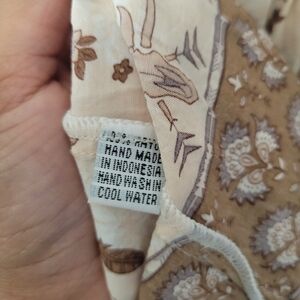 HAND MADE
IN INDONESIA
HAND WASH IN
COOL WATER